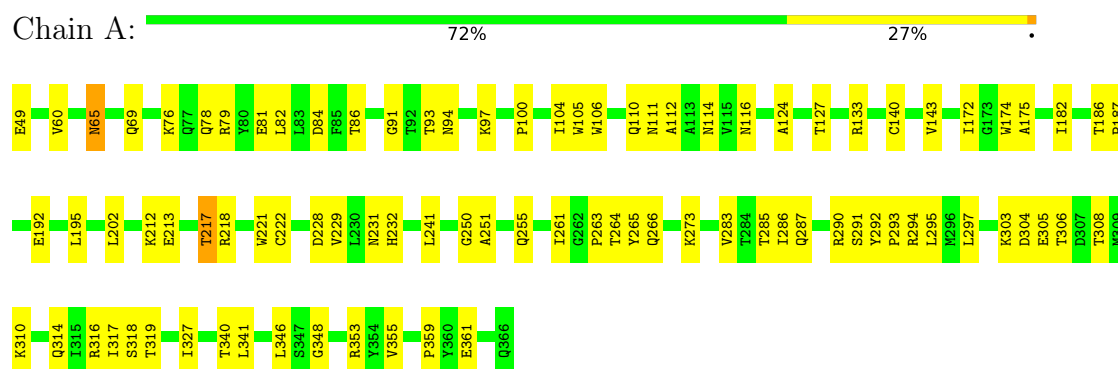 Chain A:
72% 27% •
E49 V60 N65 Q69 K76 Q77 Q78 R79 Y80 E81 L82 L83 D84 F85 T86 G91 T92 T93 N94 K97 P100 I104 W105 W106 Q110 N111 A112 A113 N114 V115 N116 A124 T127 R133 C140 V143 I172 G173 W174 A175 I182 T186
E192 L195 L202 K212 E213 T217 R218 W221 C222 D228 V229 L230 N231 H232 L241 G250 A251 Q255 I261 G262 P263 T264 Y265 Q266 K273 V283 T284 T285 I286 Q287 R290 S291 Y292 P293 R294 L295 M296 L297 K303 D304 E305 T306 D307 T308 M309
K310 Q314 I315 R316 I317 S318 T319 I327 T340 L341 L346 S347 G348 R353 Y354 V355 P359 Y360 E361 Q366